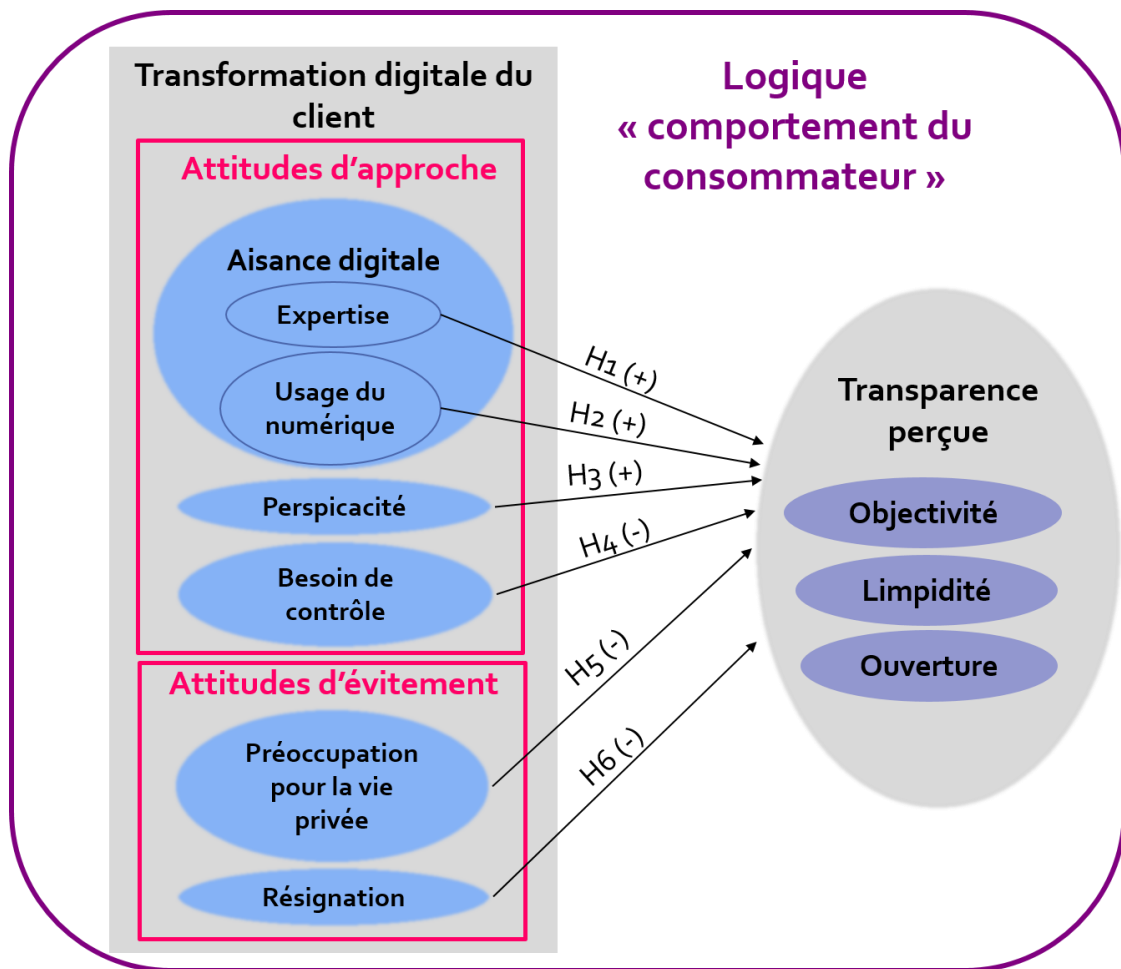 Transformation digitale du
client
Logique
« comportement du
consommateur »
Attitudes d’approche
Aisance digitale
Expertise
Usage du
numérique
Perspicacité
Besoin de
contrôle
Attitudes d’évitement
Préoccupation
pour la vie
privée
Résignation
H1 (+)
H2 (+)
H3 (+)
H4 (-)
H5 (-)
H6 (-)
Transparence
perçue
Objectivité
Limpidité
Ouverture